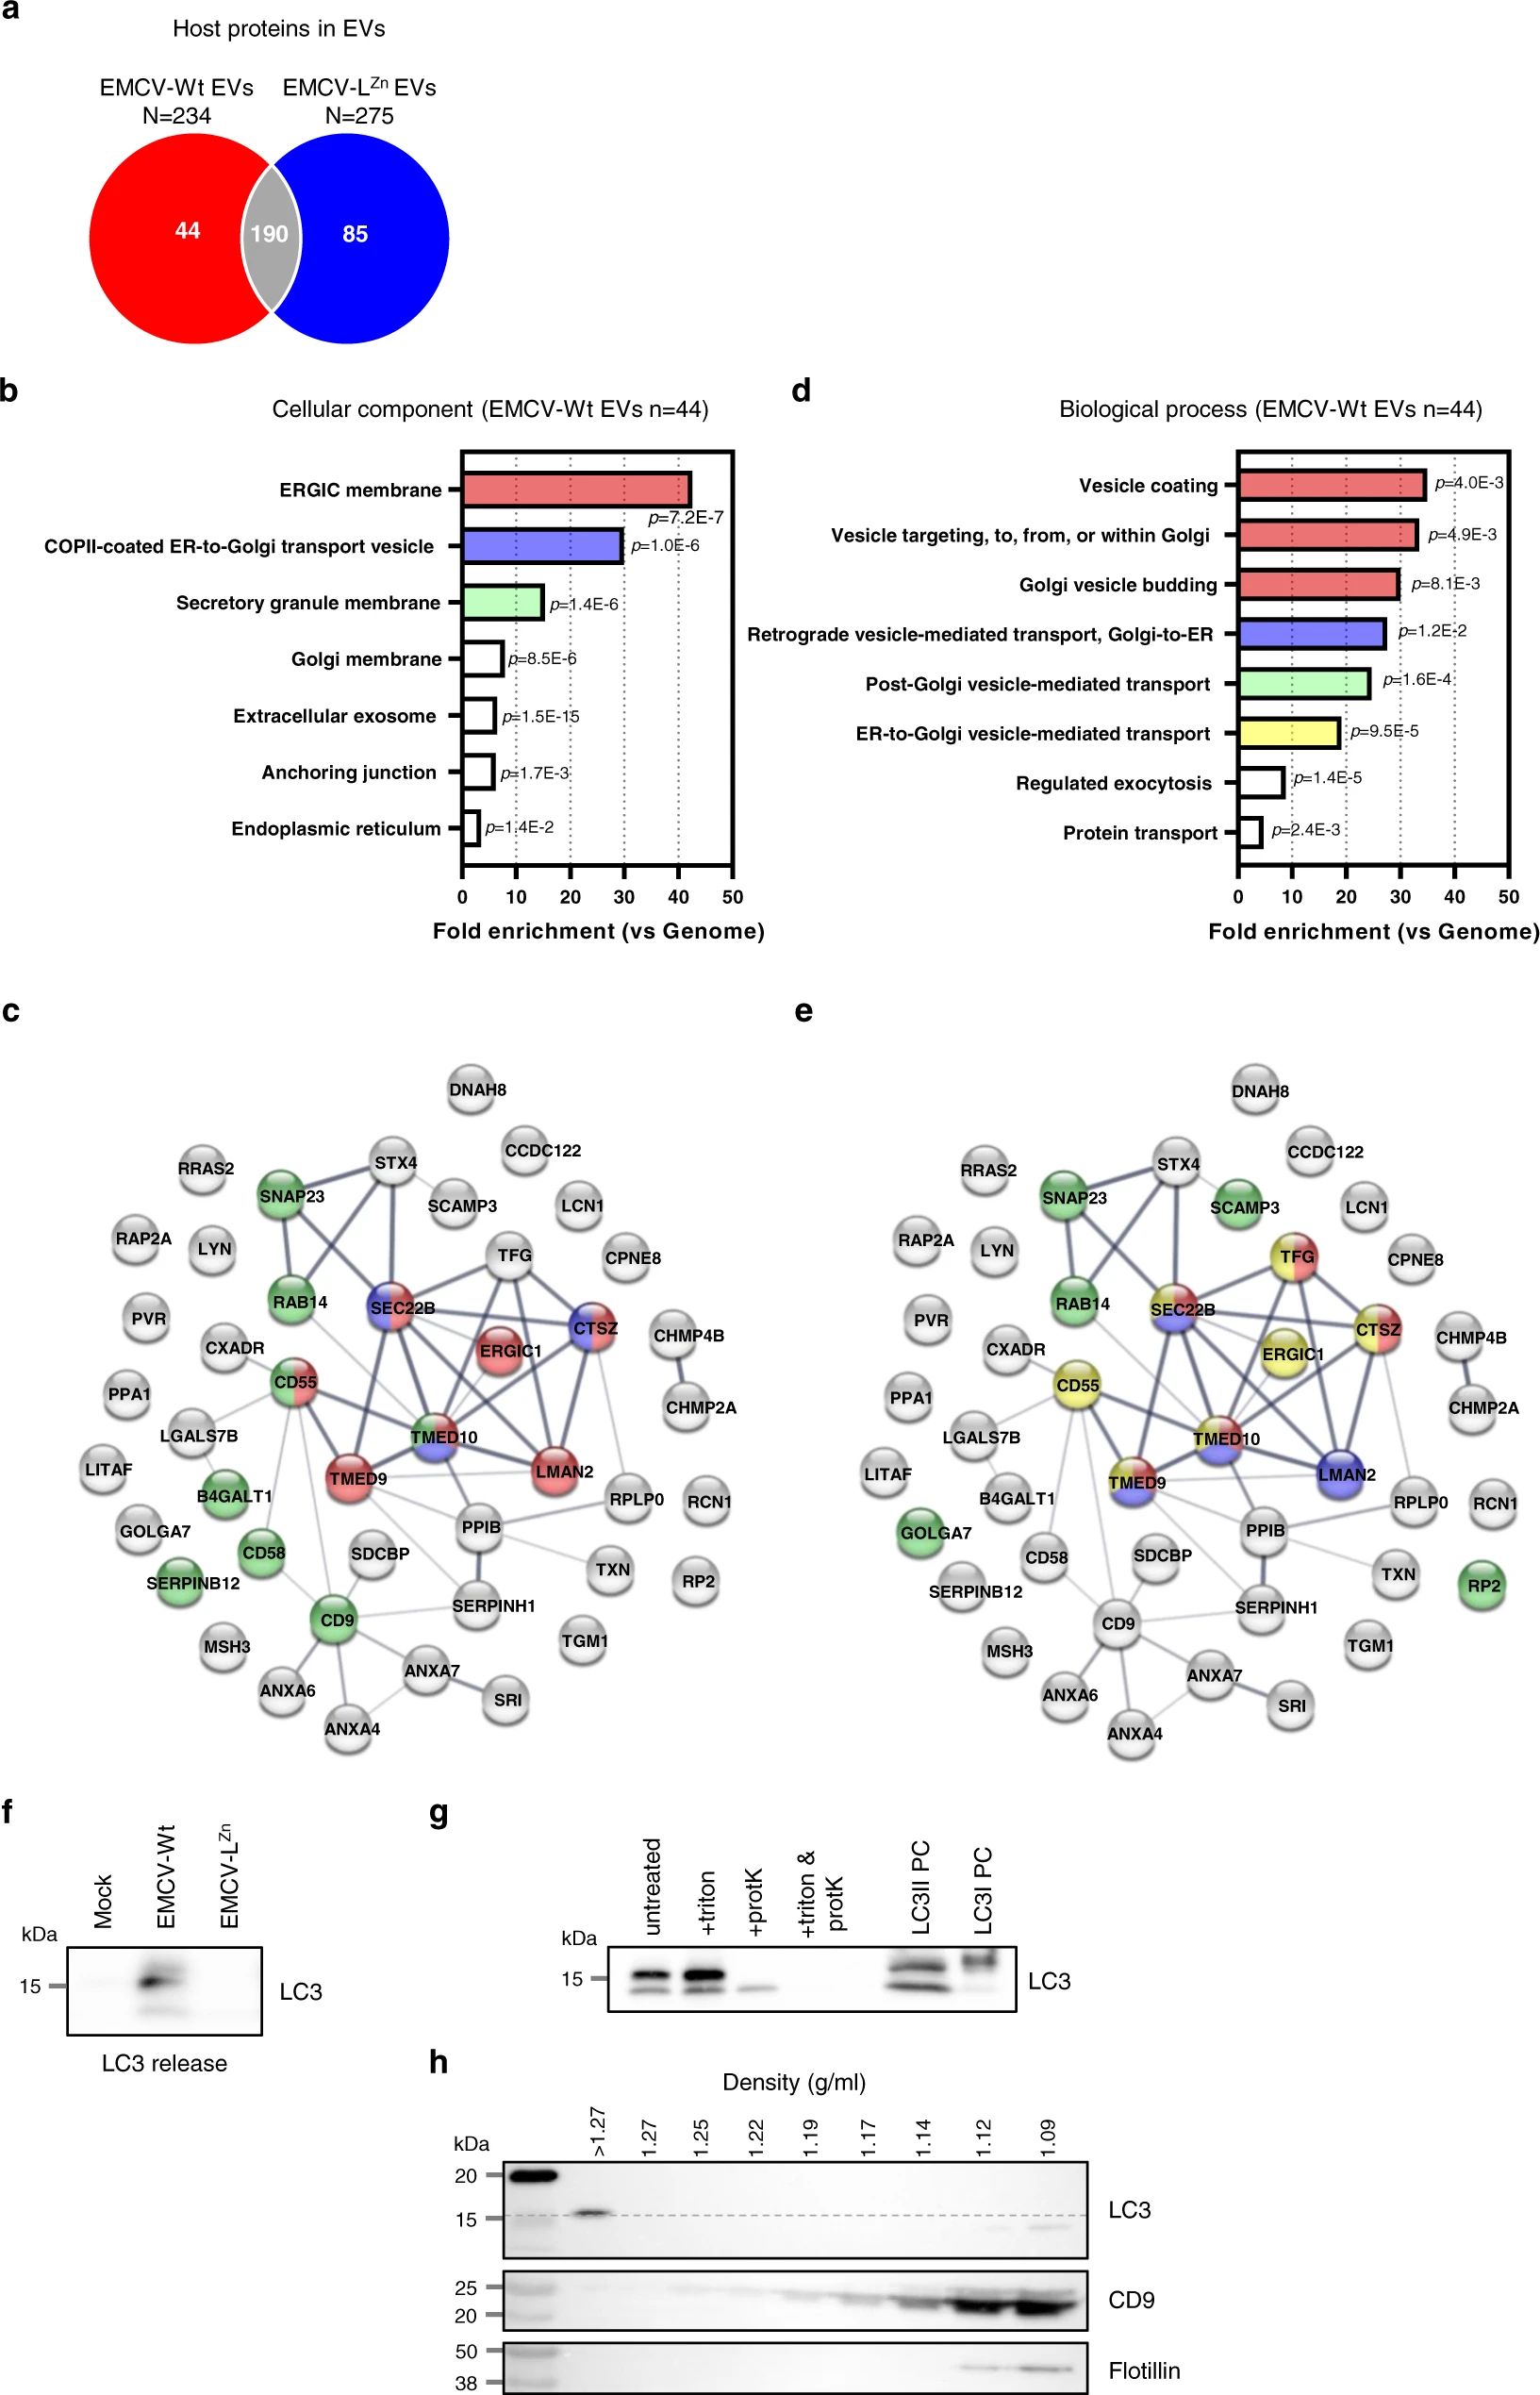 a
Host proteins in EVs
EMCV-Wt EVs
N=234
EMCV-LZn EVs
N=275
44
190
85
b
Cellular component (EMCV-Wt EVs n=44)
ERGIC membrane
p=7.2E-7
COPII-coated ER-to-Golgi transport vesicle
p=1.0E-6
Secretory granule membrane
p=1.4E-6
Golgi membrane
p=8.5E-6
Extracellular exosome
p=1.5E-15
Anchoring junction
p=1.7E-3
Endoplasmic reticulum
p=1.4E-2
0 10 20 30 40 50
Fold enrichment (vs Genome)
d
Biological process (EMCV-Wt EVs n=44)
Vesicle coating
p=4.0E-3
Vesicle targeting, to, from, or within Golgi
p=4.9E-3
Golgi vesicle budding
p=8.1E-3
Retrograde vesicle-mediated transport, Golgi-to-ER
p=1.2E-2
Post-Golgi vesicle-mediated transport
p=1.6E-4
ER-to-Golgi vesicle-mediated transport
p=9.5E-5
Regulated exocytosis
p=1.4E-5
Protein transport
p=2.4E-3
0 10 20 30 40 50
Fold enrichment (vs Genome)
c
DNAH8
STX4
CCDC122
RRAS2
SNAP23
SCAMP3
LCN1
RAP2A
LYN
TFG
CPNE8
RAB14
SEC22B
PVR
CTSZ
CHMP4B
CXADR
ERGIC1
CD55
PPA1
CHMP2A
LGALS7B
TMED10
LITAF
TMED9
LMAN2
B4GALT1
RPLP0
RCN1
GOLGA7
PPIB
CD58
SDCBP
TXN
RP2
SERPINB12
SERPINH1
CD9
MSH3
TGM1
ANXA7
ANXA6
SRI
ANXA4
e
DNAH8
STX4
CCDC122
RRAS2
SNAP23
SCAMP3
LCN1
RAP2A
LYN
TFG
CPNE8
RAB14
SEC22B
PVR
CTSZ
CHMP4B
CXADR
ERGIC1
CD55
PPA1
CHMP2A
LGALS7B
TMED10
LITAF
TMED9
LMAN2
B4GALT1
RPLP0
RCN1
GOLGA7
PPIB
CD58
SDCBP
TXN
RP2
SERPINB12
SERPINH1
CD9
MSH3
TGM1
ANXA7
ANXA6
SRI
ANXA4
f
Mock
EMCV-Wt
EMCV-LZn
kDa
15
LC3
LC3 release
g
untreated
+triton
+protK
+triton &
protK
LC3II PC
LC3I PC
kDa
15
LC3
h
Density (g/ml)
>1.27
1.27
1.25
1.22
1.19
1.17
1.14
1.12
1.09
kDa
20
15
LC3
25
20
CD9
50
38
Flotillin